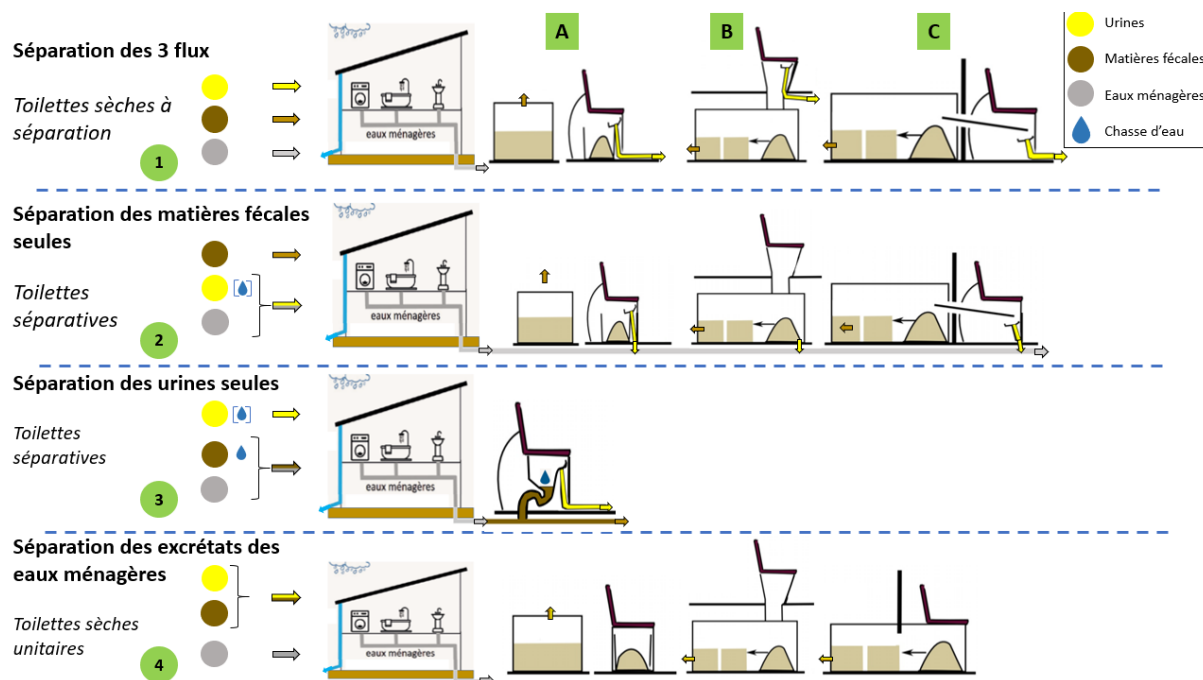 A
B
C
Urines
Matières fécales
Eaux ménagères
Chasse d'eau
Séparation des 3 flux
Toilettes sèches à
séparation
1
eaux ménagères
Séparation des matières fécales
seules
Toilettes
séparatives
2
eaux ménagères
Séparation des urines seules
Toilettes
séparatives
3
eaux ménagères
Séparation des excrétats des
eaux ménagères
Toilettes sèches
unitaires
4
eaux ménagères